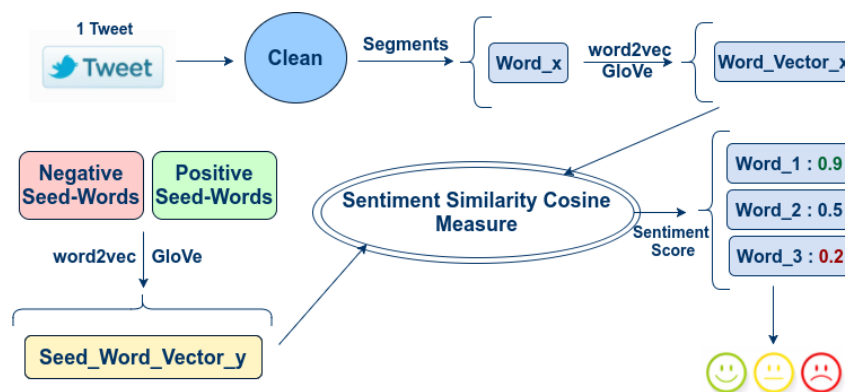 1 Tweet
Tweet
Clean
Segments
Word_x
word2vec
GloVe
Word_Vector_x
Negative
Seed-Words
Positive
Seed-Words
word2vec
GloVe
Seed_Word_Vector_y
Sentiment Similarity Cosine
Measure
Sentiment
Score
Word_1 : 0.9
Word_2 : 0.5
Word_3 : 0.2